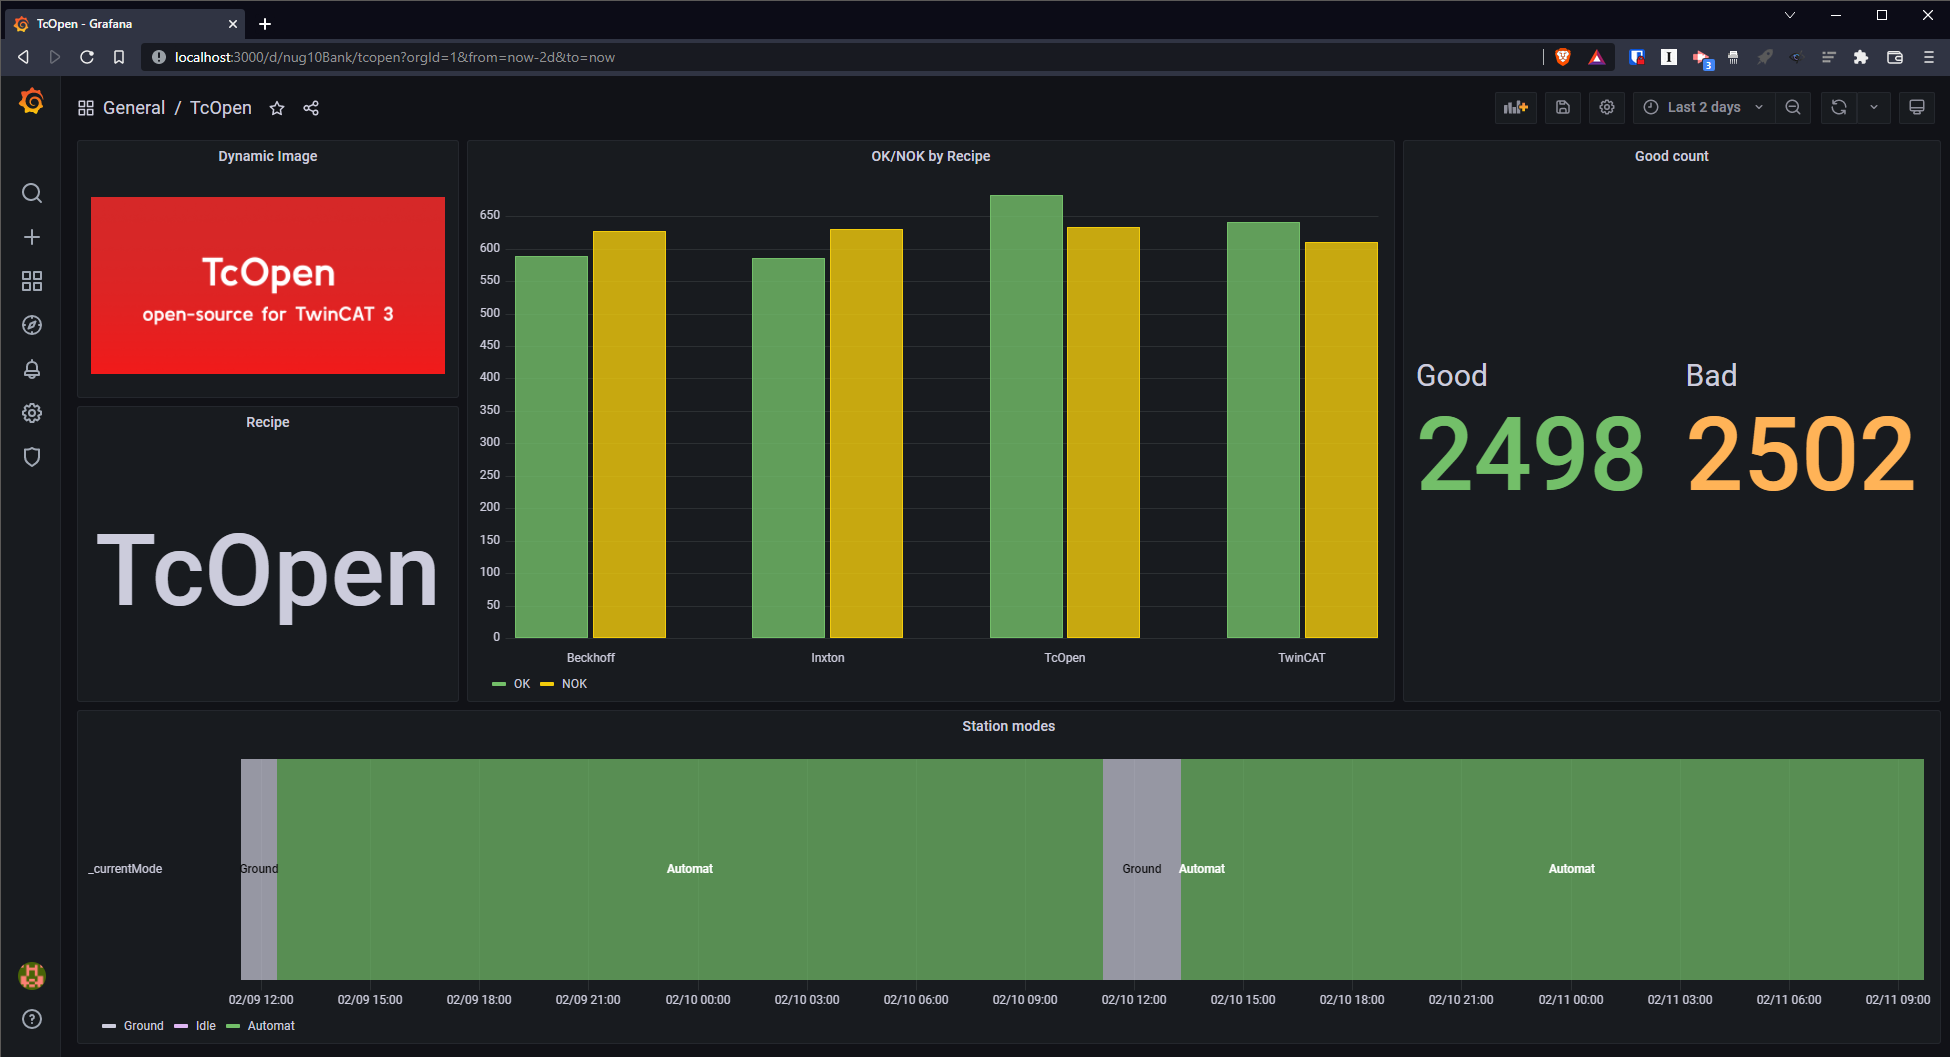 TcOpen - Grafana
localhost:3000/d/nug10Bank/tcopen?orgId=1&from=now-2d&to=now
3
General / TcOpen
Last 2 days
Dynamic Image
TcOpen
open-source for TwinCAT 3
Recipe
TcOpen
OK/NOK by Recipe
650
600
550
500
450
400
350
300
250
200
150
100
50
0
Beckhoff Inxton TcOpen TwinCAT
OK NOK
Good count
Good Bad
2498 2502
Station modes
_currentMode Ground Automat Ground Automat Automat
02/09 12:00 02/09 15:00 02/09 18:00 02/09 21:00 02/10 00:00 02/10 03:00 02/10 06:00 02/10 09:00 02/10 12:00 02/10 15:00 02/10 18:00 02/10 21:00 02/11 00:00 02/11 03:00 02/11 06:00 02/11 09:00
Ground Idle Automat